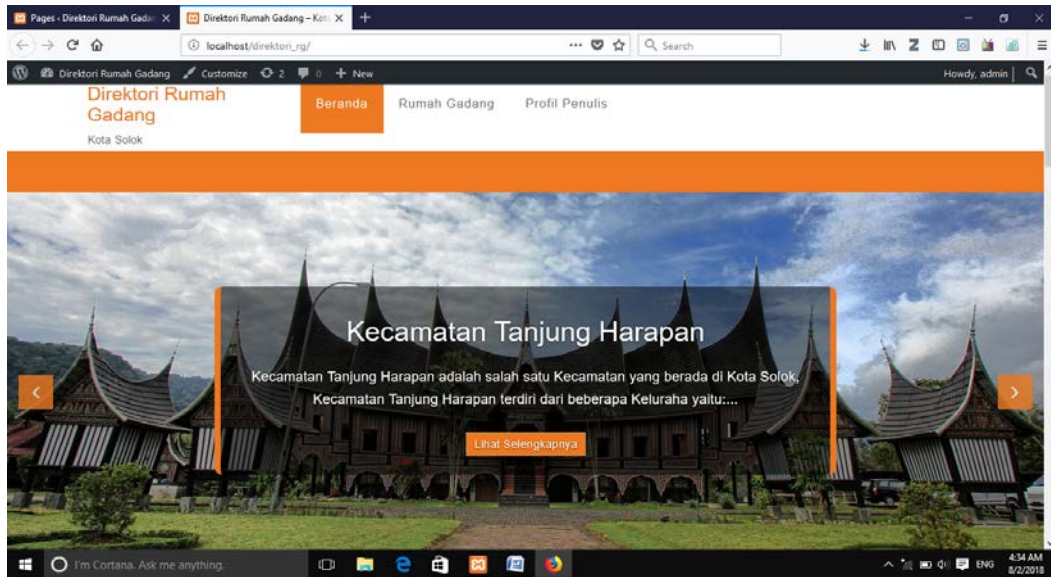 Pages ‹ Direktori Rumah Gadan
Direktori Rumah Gadang – Kota
localhost/direktori_rg/
Search
Direktori Rumah Gadang
Customize
2
0
New
Howdy, admin
Direktori Rumah
Gadang
Kota Solok
Beranda
Rumah Gadang
Profil Penulis
Kecamatan Tanjung Harapan
Kecamatan Tanjung Harapan adalah salah satu Kecamatan yang berada di Kota Solok,
Kecamatan Tanjung Harapan terdiri dari beberapa Keluraha yaitu:...
Lihat Selengkapnya
I'm Cortana. Ask me anything.
ENG
4:34 AM
8/2/2018